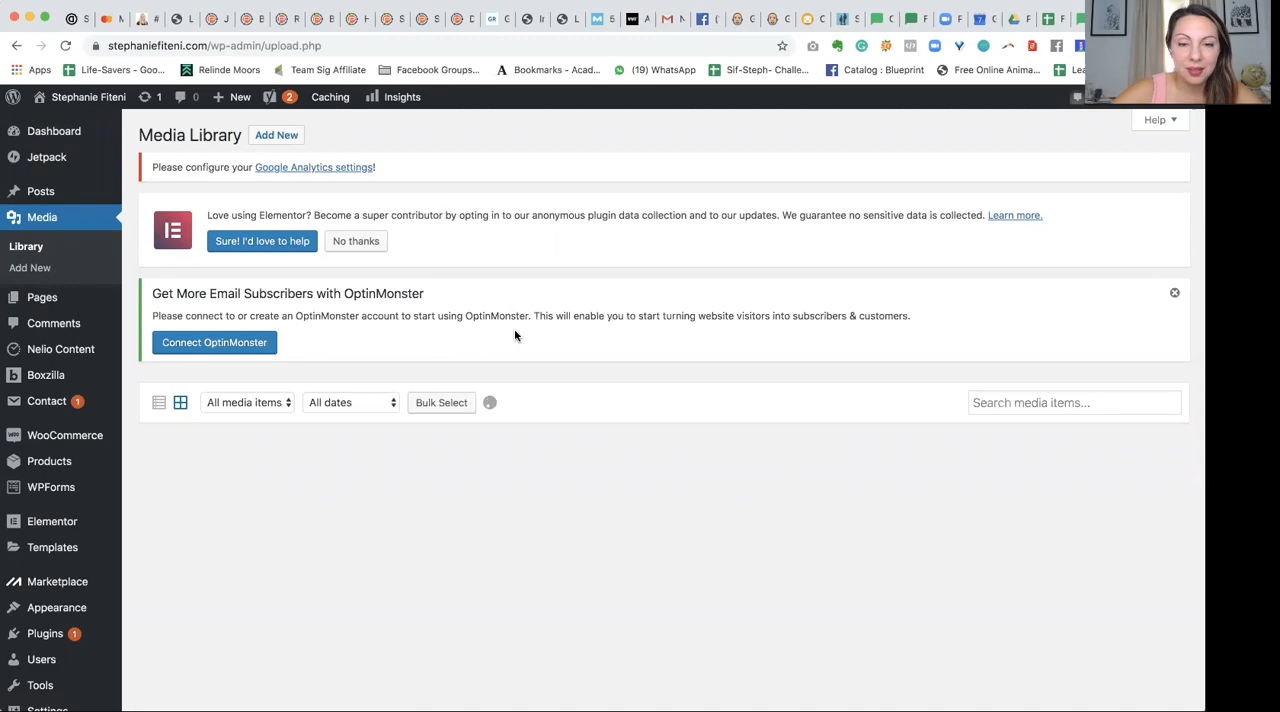 stephaniefiteni.com/wp-admin/upload.php
Apps Life-Savers - Goo... Relinde Moors Team Sig Affiliate Facebook Groups... Bookmarks - Acad... (19) WhatsApp Sif-Steph- Challe... Catalog : Blueprint Free Online Anima... Lea
Stephanie Fiteni 1 0 New 2 Caching Insights
Dashboard
Jetpack
Posts
Media
Library
Add New
Pages
Comments
Nelio Content
Boxzilla
Contact 1
WooCommerce
Products
WPForms
Elementor
Templates
Marketplace
Appearance
Plugins 1
Users
Tools
Settings
Help
Media Library Add New
Please configure your Google Analytics settings!
Love using Elementor? Become a super contributor by opting in to our anonymous plugin data collection and to our updates. We guarantee no sensitive data is collected. Learn more.
Sure! I'd love to help No thanks
Get More Email Subscribers with OptinMonster
Please connect to or create an OptinMonster account to start using OptinMonster. This will enable you to start turning website visitors into subscribers & customers.
Connect OptinMonster
All media items All dates Bulk Select Search media items...